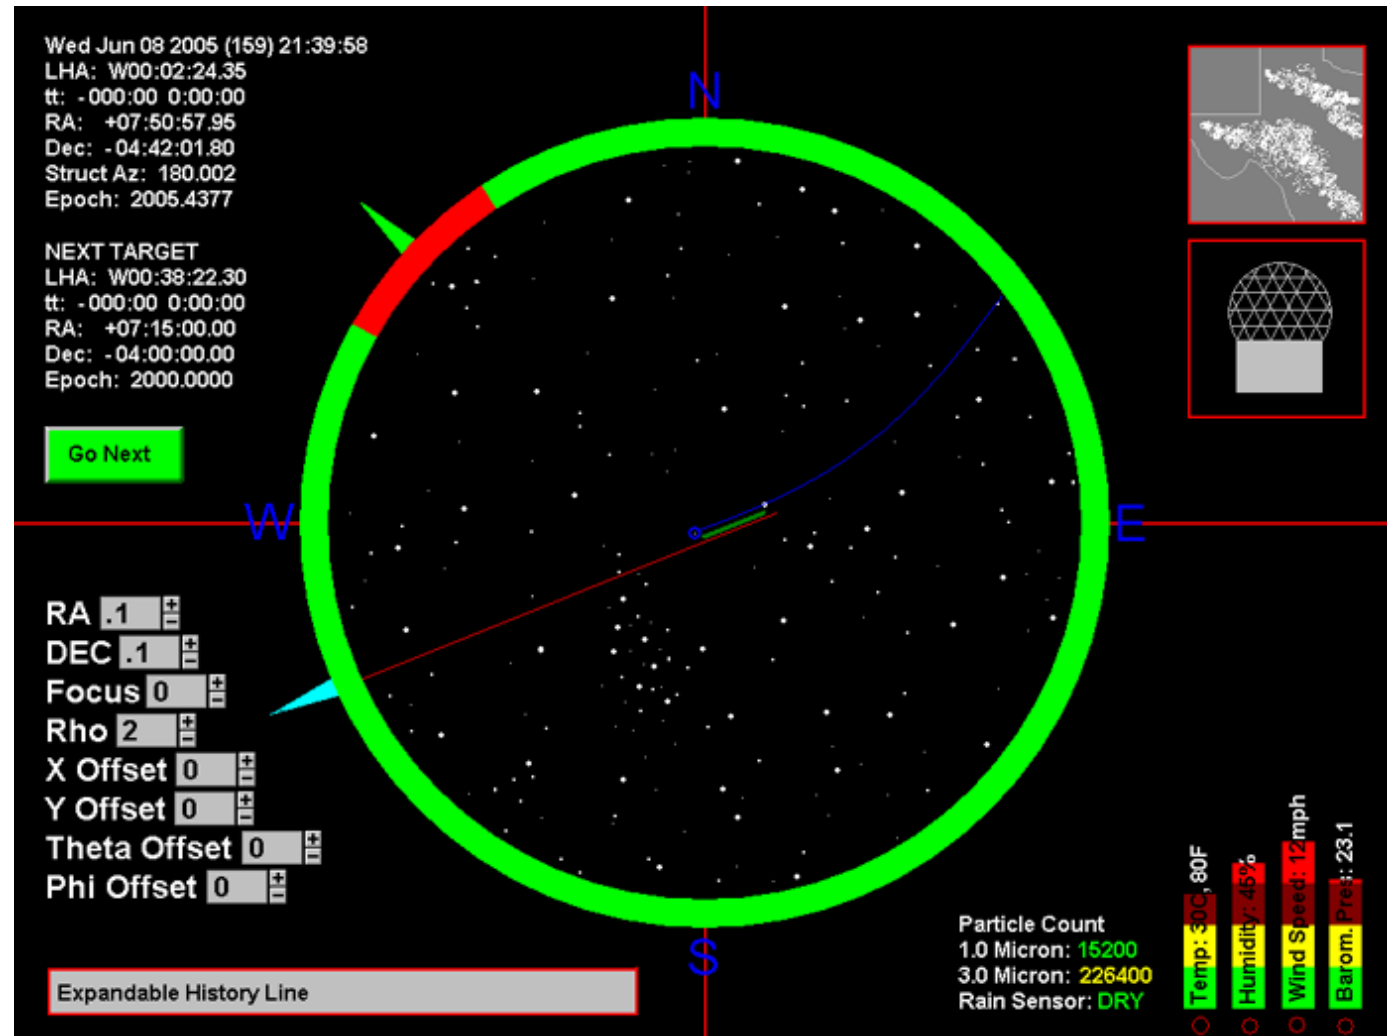 Wed Jun 08 2005 (159) 21:39:58
LHA: W00:02:24.35
tt: -000:00 0:00:00
RA: +07:50:57.95
Dec: -04:42:01.80
Struct Az: 180.002
Epoch: 2005.4377
NEXT TARGET
LHA: W00:38:22.30
tt: -000:00 0:00:00
RA: +07:15:00.00
Dec: -04:00:00.00
Epoch: 2000.0000
Go Next
N
W
E
S
RA .1 + -
DEC .1 + -
Focus 0 + -
Rho 2 + -
X Offset 0 + -
Y Offset 0 + -
Theta Offset 0 + -
Phi Offset 0 + -
Expandable History Line
Particle Count
1.0 Micron: 15200
3.0 Micron: 226400
Rain Sensor: DRY
Temp: 30C, 80F
Humidity: 45%
Wind Speed: 12mph
Barom. Pres: 23.1